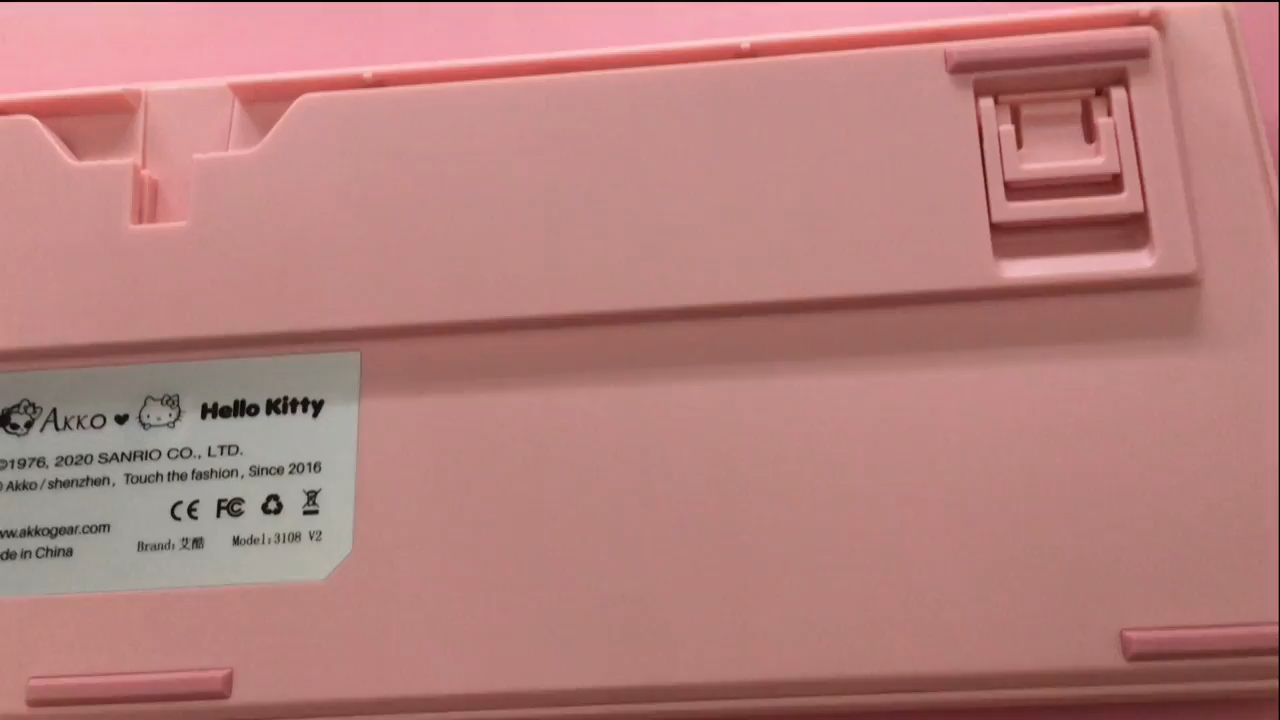 AKKO Hello Kitty
©1976, 2020 SANRIO CO., LTD.
Akko / shenzhen, Touch the fashion, Since 2016
CE FC
ww.akkogear.com
de in China
Brand: 艾酷 Model:3108 V2